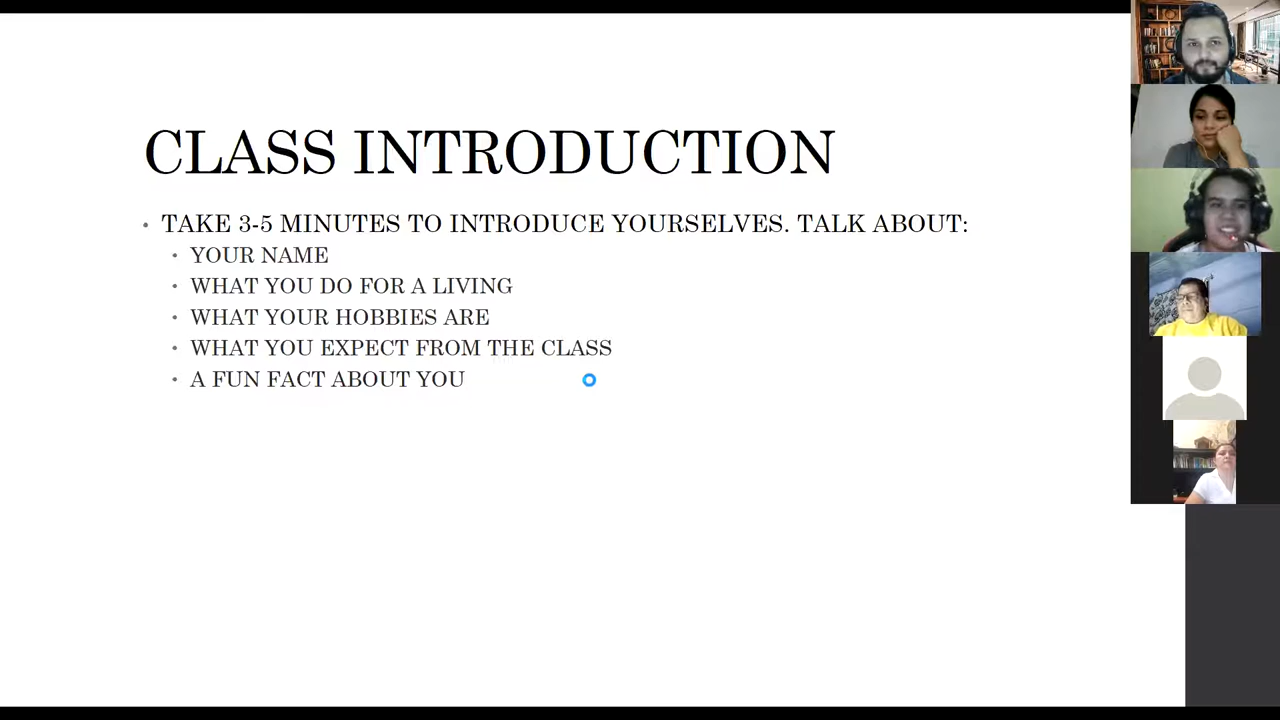 CLASS INTRODUCTION
• TAKE 3-5 MINUTES TO INTRODUCE YOURSELVES. TALK ABOUT:
• YOUR NAME
• WHAT YOU DO FOR A LIVING
• WHAT YOUR HOBBIES ARE
• WHAT YOU EXPECT FROM THE CLASS
• A FUN FACT ABOUT YOU